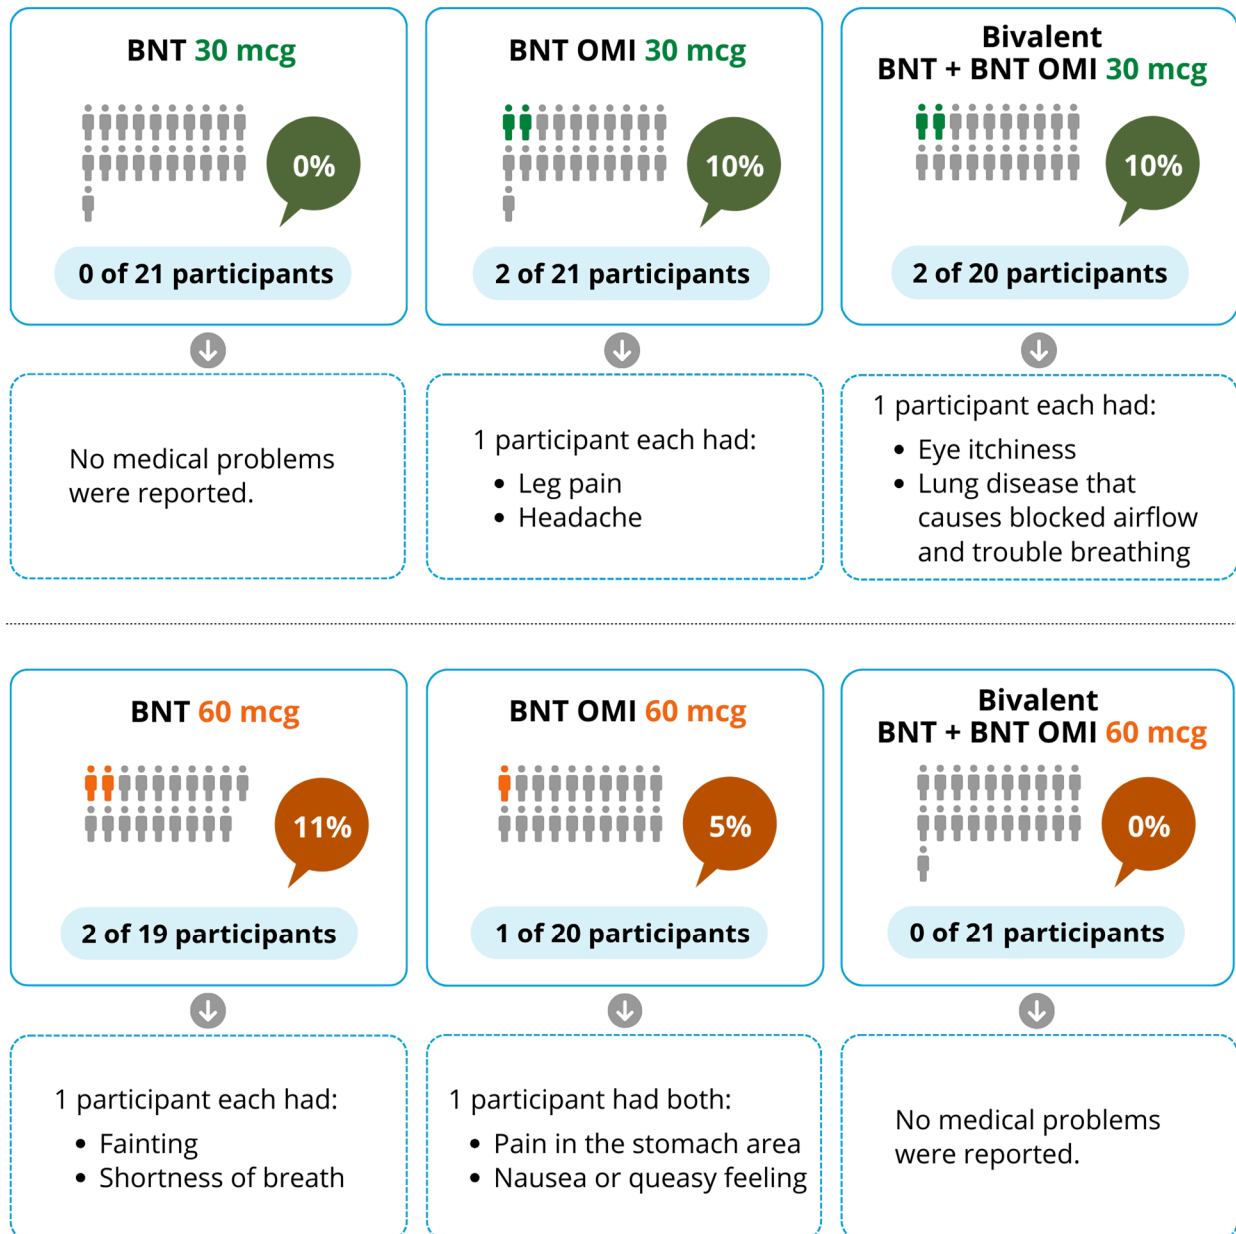 BNT 30 mcg
0%
0 of 21 participants
No medical problems
were reported.
BNT OMI 30 mcg
10%
2 of 21 participants
1 participant each had:
• Leg pain
• Headache
Bivalent
BNT + BNT OMI 30 mcg
10%
2 of 20 participants
1 participant each had:
• Eye itchiness
• Lung disease that
causes blocked airflow
and trouble breathing
BNT 60 mcg
11%
2 of 19 participants
1 participant each had:
• Fainting
• Shortness of breath
BNT OMI 60 mcg
5%
1 of 20 participants
1 participant had both:
• Pain in the stomach area
• Nausea or queasy feeling
Bivalent
BNT + BNT OMI 60 mcg
0%
0 of 21 participants
No medical problems
were reported.